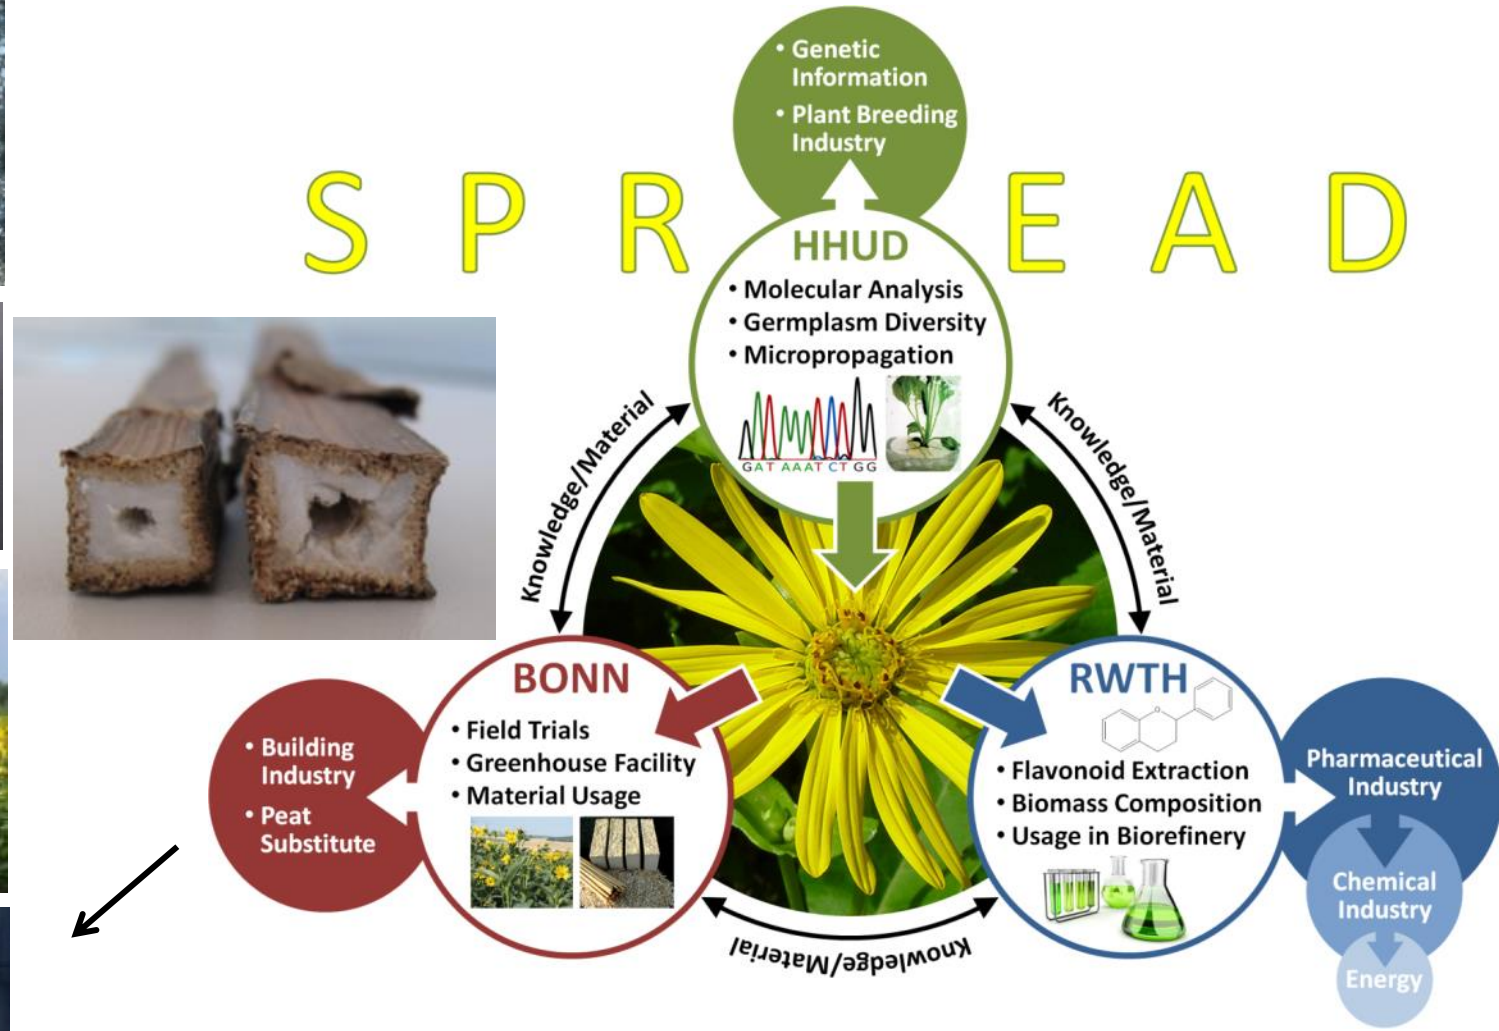 • Genetic
Information
• Plant Breeding
Industry
S P R E A D
HHUD
• Molecular Analysis
• Germplasm Diversity
• Micropropagation
GAT AAAT CT GG
Knowledge/Material
Knowledge/Material
BONN
• Field Trials
• Greenhouse Facility
• Material Usage
• Building
Industry
• Peat
Substitute
RWTH
O
• Flavonoid Extraction
• Biomass Composition
• Usage in Biorefinery
Pharmaceutical
Industry
Chemical
Industry
Energy
Knowledge/Material